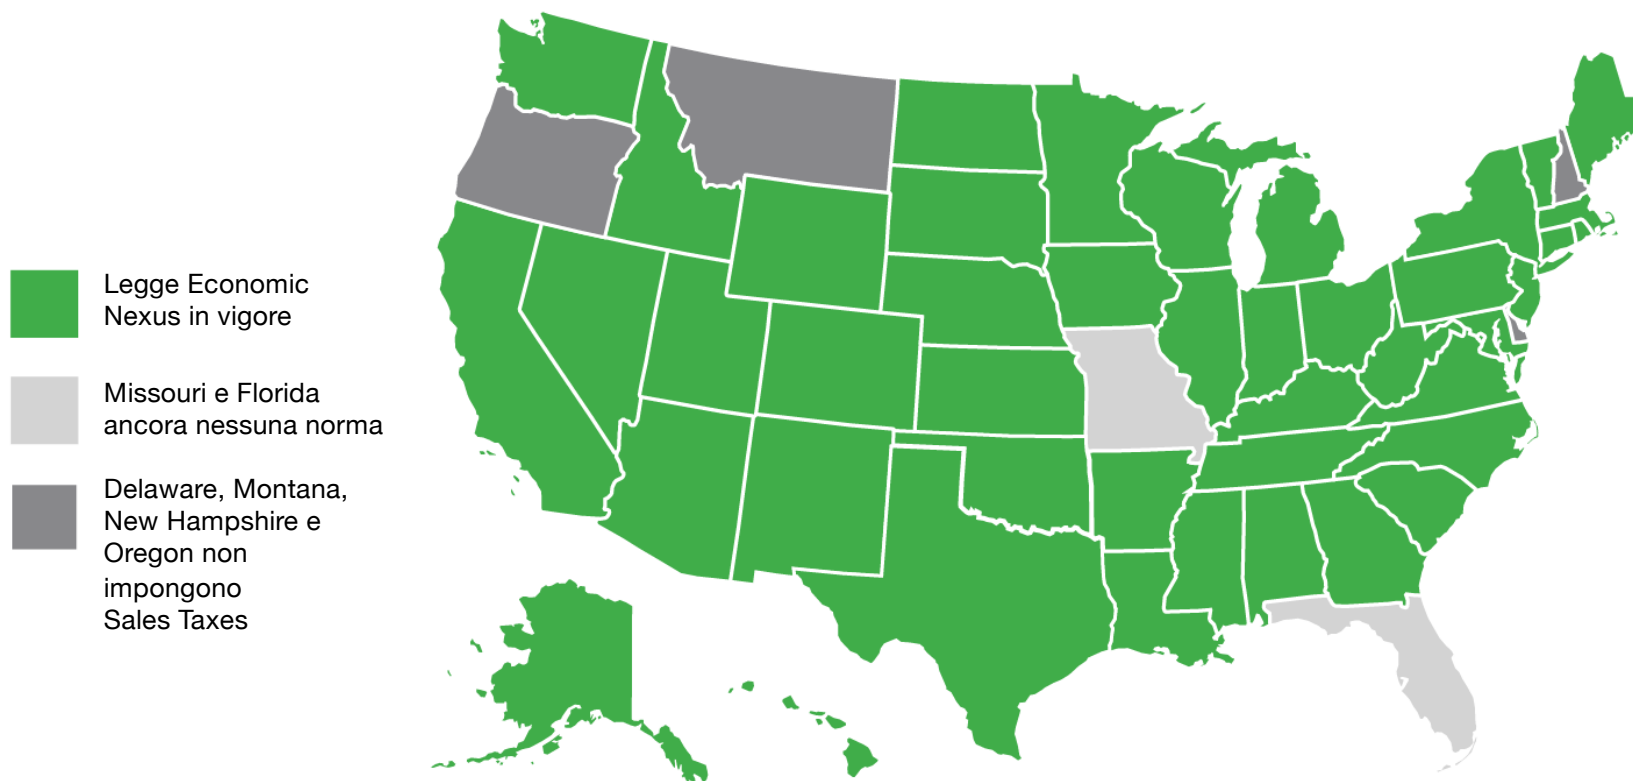 Legge Economic
Nexus in vigore
Missouri e Florida
ancora nessuna norma
Delaware, Montana,
New Hampshire e
Oregon non
impongono
Sales Taxes